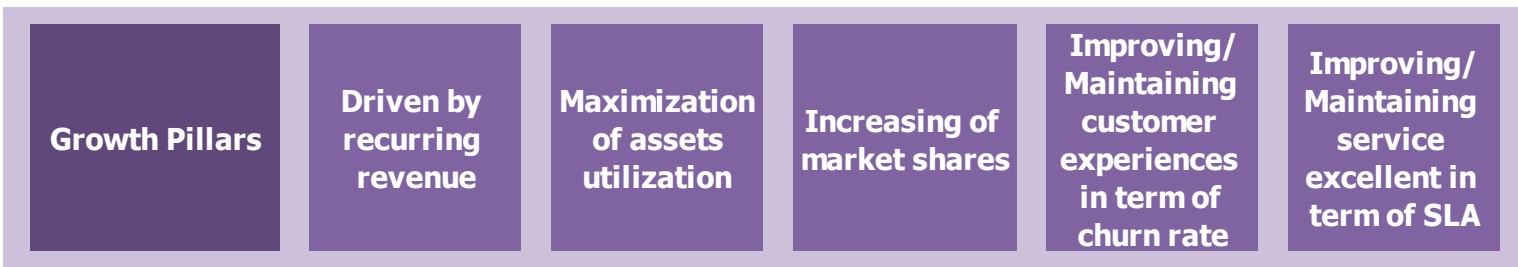 Growth Pillars
Driven by
recurring
revenue
Maximization
of assets
utilization
Increasing of
market shares
Improving/
Maintaining
customer
experiences
in term of
churn rate
Improving/
Maintaining
service
excellent in
term of SLA